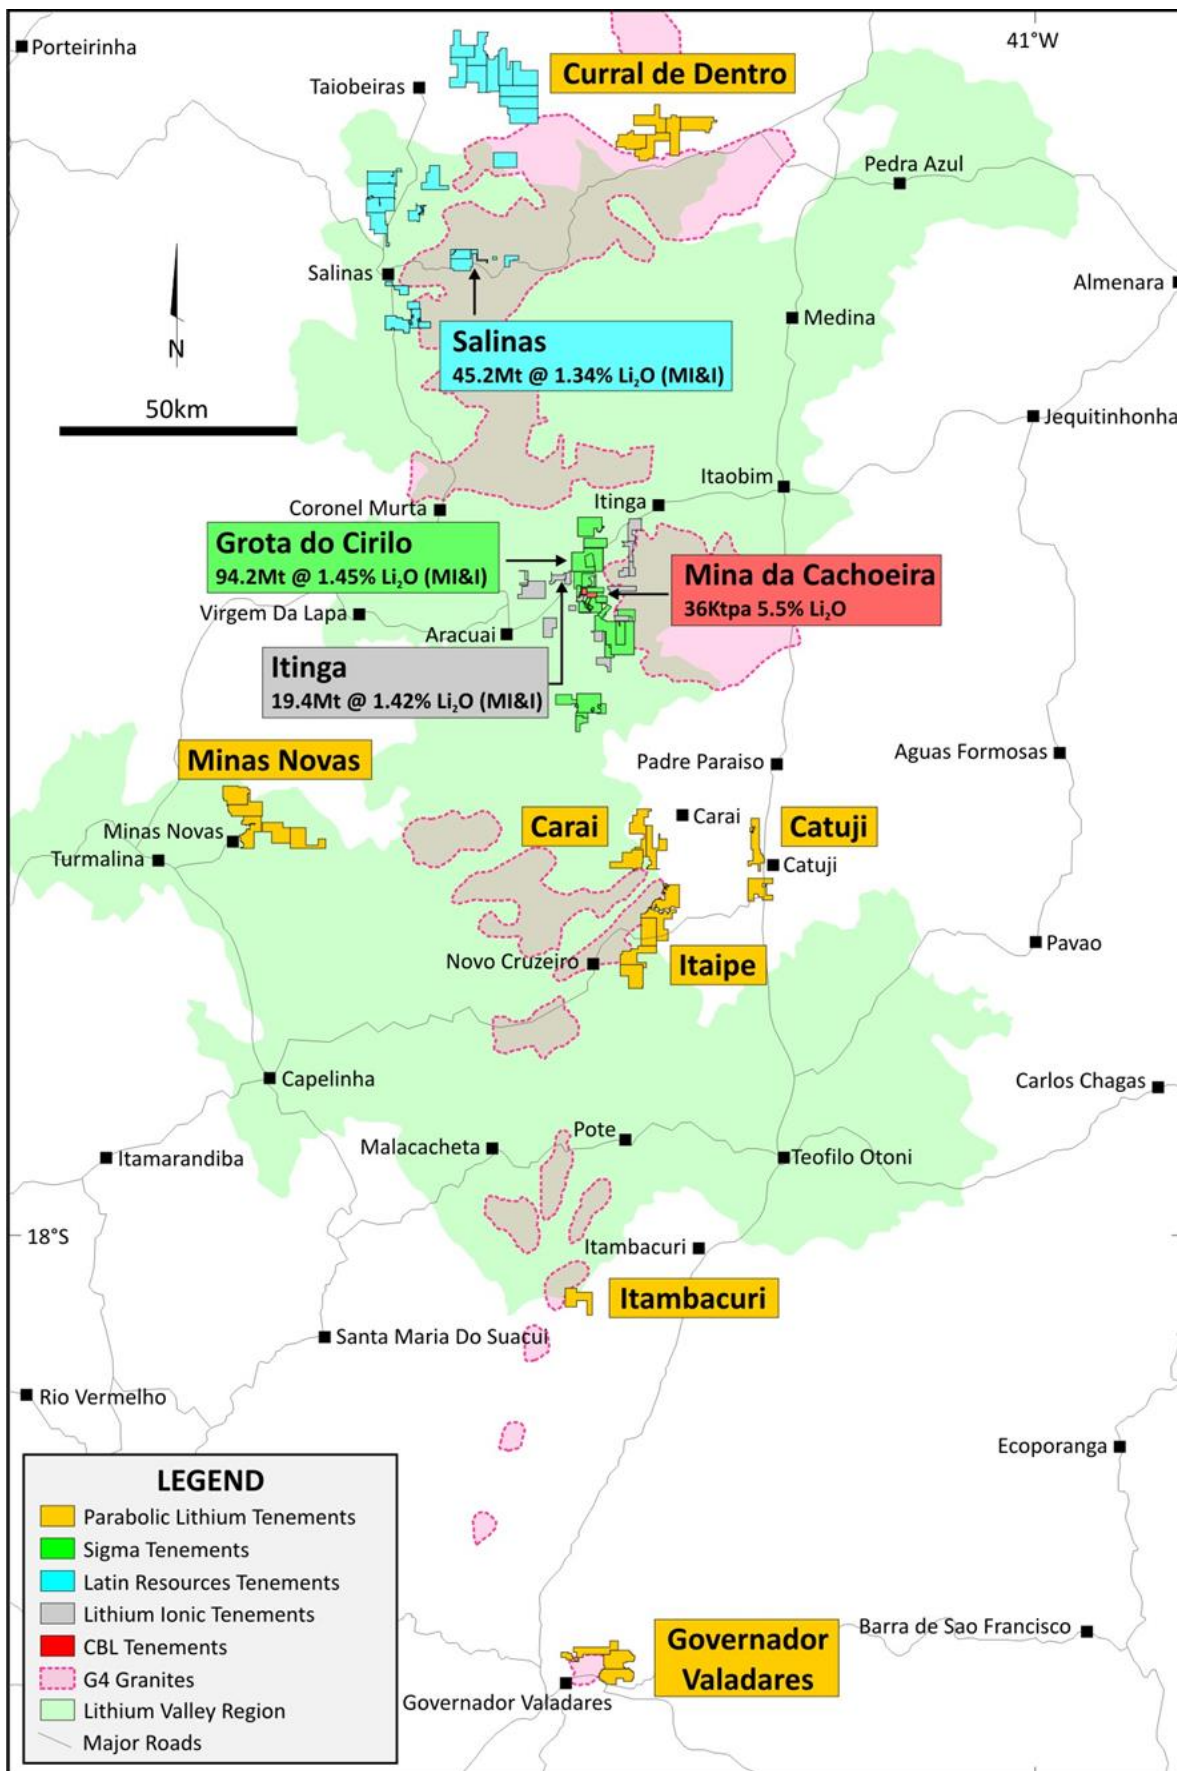 Porteirinha
41°W
Curral de Dentro
Taiobeiras
Pedra Azul
Salinas
Almenara
Medina
N
Salinas
45.2Mt @ 1.34% Li₂O (MI&I)
50km
Jequitinhonha
Itaobim
Itinga
Coronel Murta
Grota do Cirilo
94.2Mt @ 1.45% Li₂O (MI&I)
Mina da Cachoeira
36Ktpa 5.5% Li₂O
Virgem Da Lapa
Aracuai
Itinga
19.4Mt @ 1.42% Li₂O (MI&I)
Minas Novas
Padre Paraiso
Aguas Formosas
Carai
Carai
Catuji
Minas Novas
Turmalina
Catuji
Pavao
Novo Cruzeiro
Itaipe
Capelinha
Carlos Chagas
Pote
Malacacheta
Itamarandiba
Teofilo Otoni
18°S
Itambacuri
Itambacuri
Santa Maria Do Suacui
Rio Vermelho
Ecoporanga
LEGEND
Parabolic Lithium Tenements
Sigma Tenements
Latin Resources Tenements
Lithium Ionic Tenements
CBL Tenements
G4 Granites
Lithium Valley Region
Major Roads
Barra de Sao Francisco
Governador
Valadares
Governador Valadares